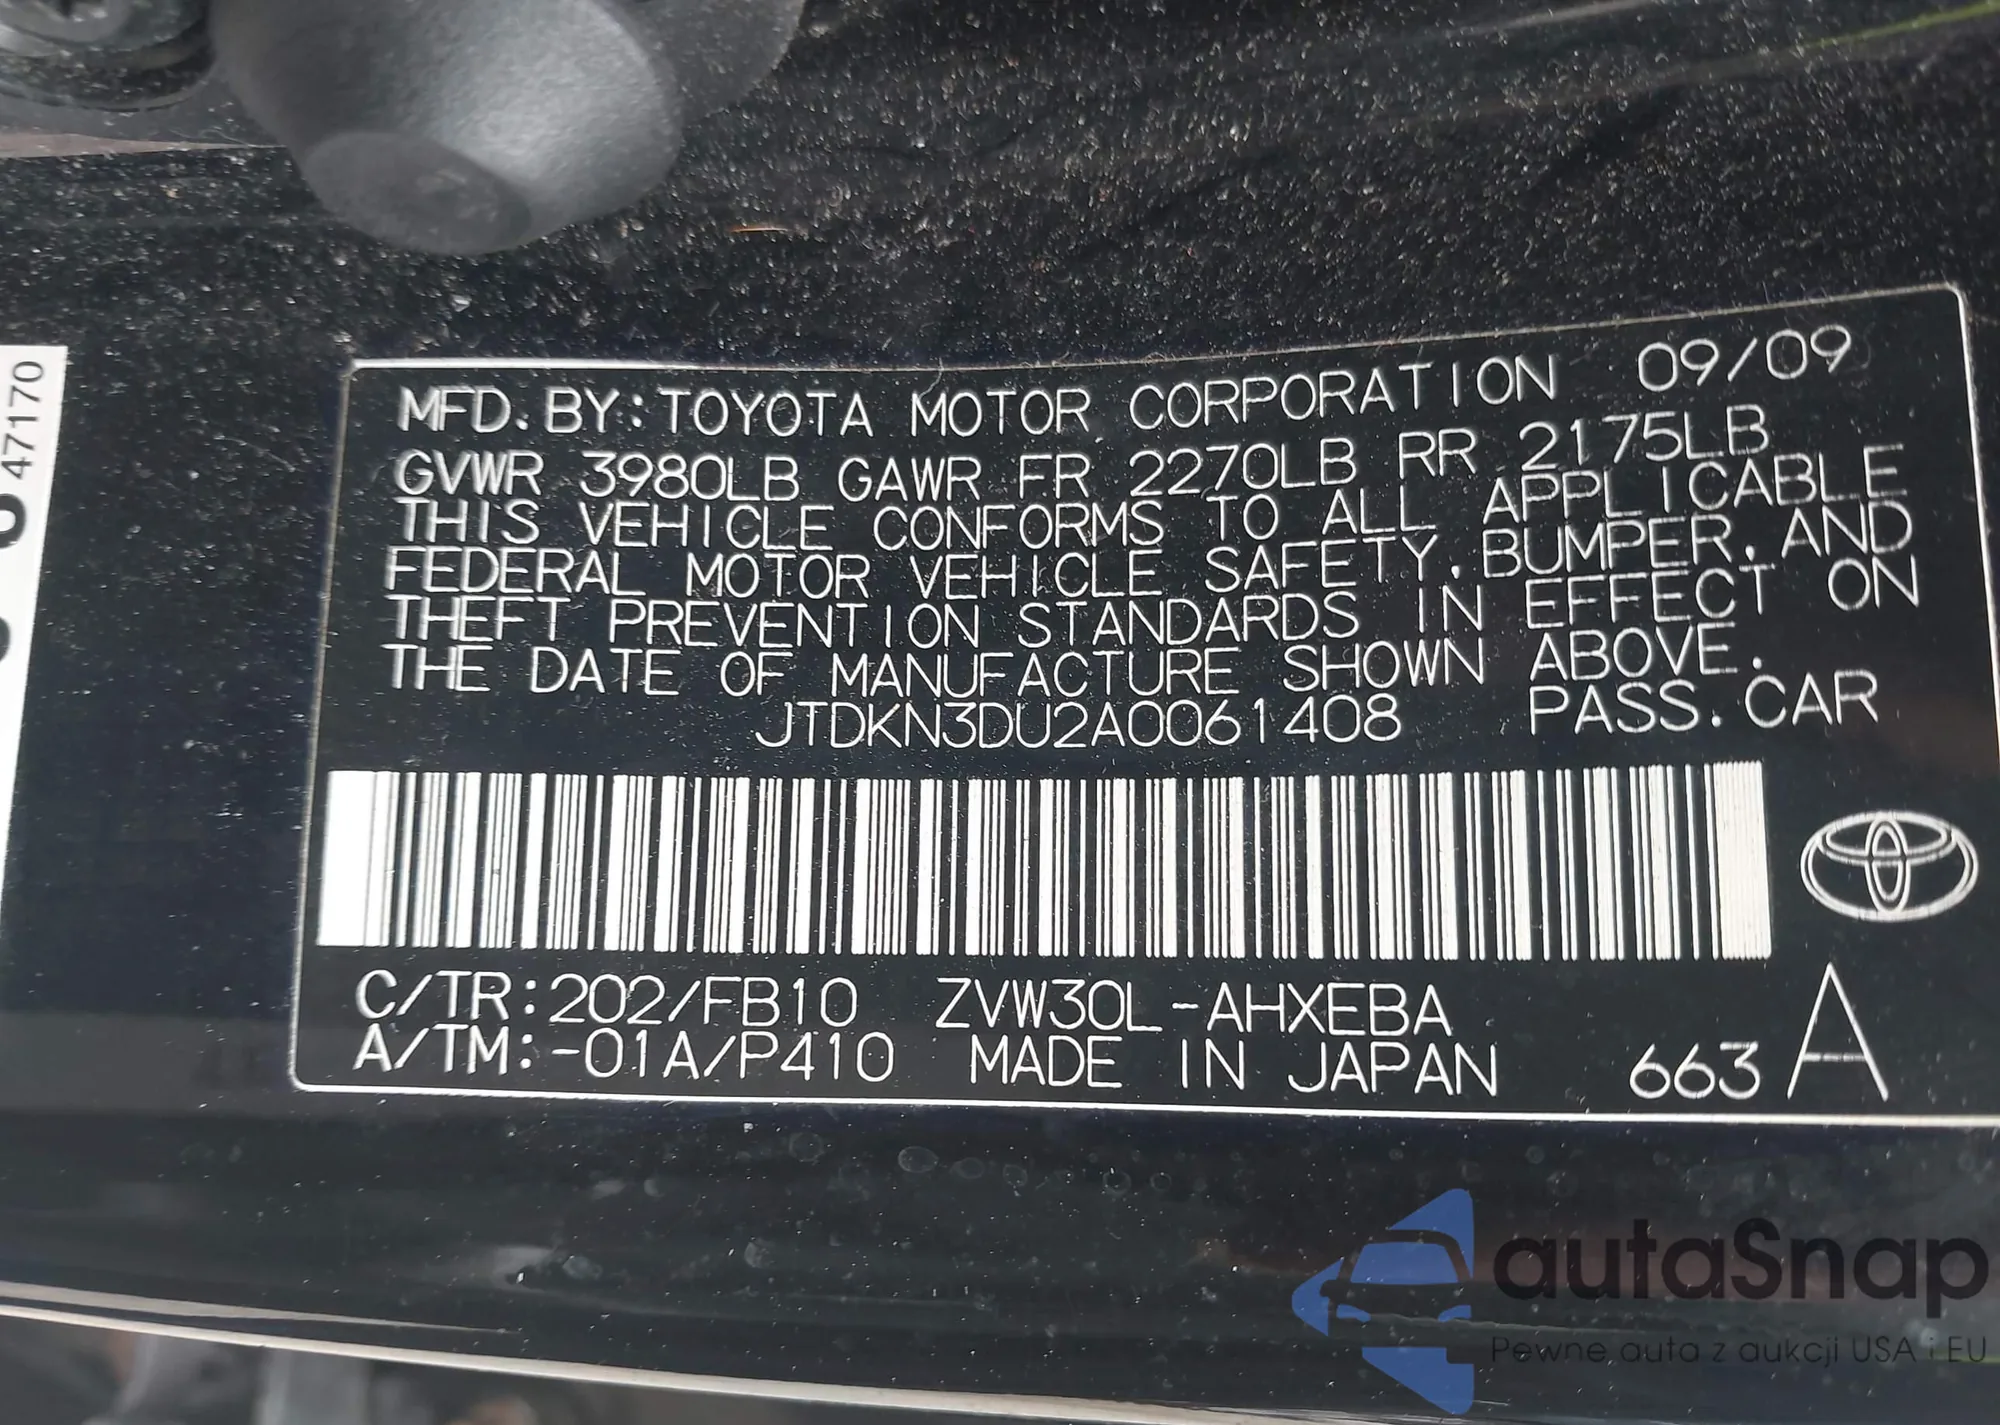 47170
MFD. BY: TOYOTA MOTOR CORPORATION 09/09
GVWR 3980LB GAWR FR 2270LB RR 2175LB
THIS VEHICLE CONFORMS TO ALL APPLICABLE
FEDERAL MOTOR VEHICLE SAFETY, BUMPER, AND
THEFT PREVENTION STANDARDS IN EFFECT ON
THE DATE OF MANUFACTURE SHOWN ABOVE.
JTDKN3DU2A0061408 PASS. CAR
C/TR: 202/FB10 ZVW30L-AHXEBA
A/TM: -01A/P410 MADE IN JAPAN 663 A
autaSnap
Pewne auta z aukcji USA i EU